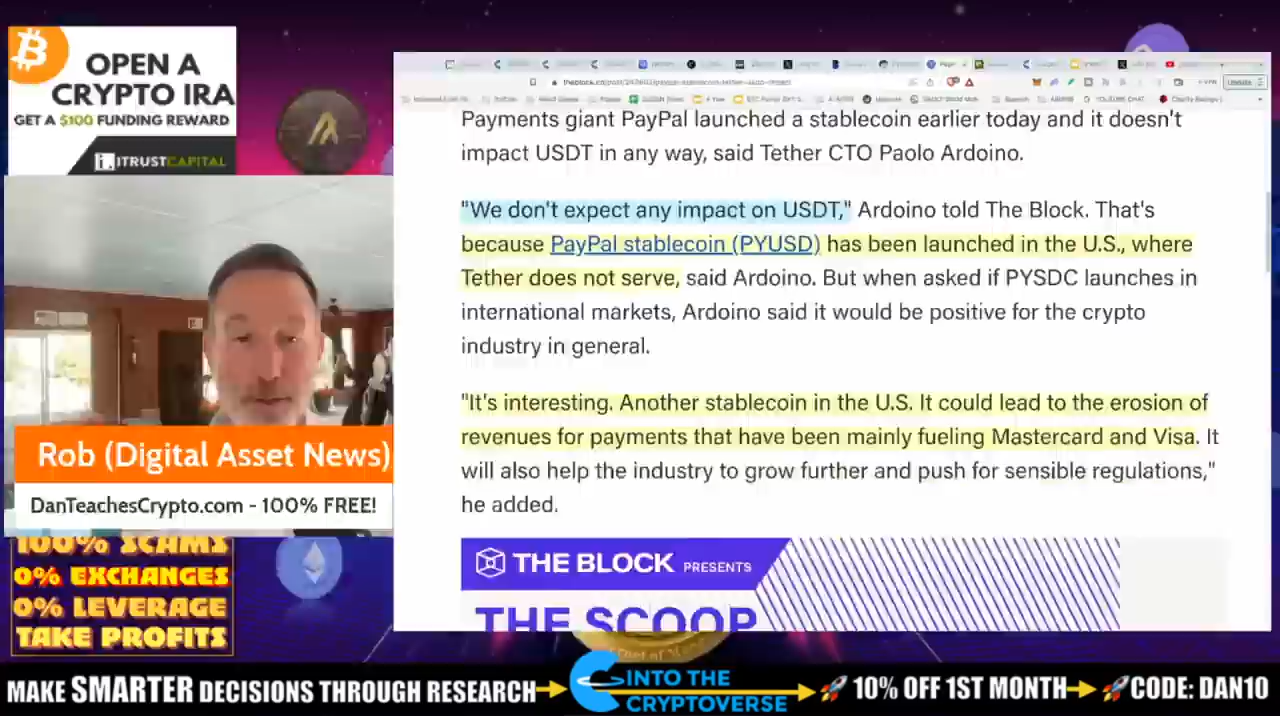 OPEN A
CRYPTO IRA
GET A $100 FUNDING REWARD
ITRUSTCAPITAL
Payments giant PayPal launched a stablecoin earlier today and it doesn't
impact USDT in any way, said Tether CTO Paolo Ardoino.
"We don't expect any impact on USDT," Ardoino told The Block. That's
because PayPal stablecoin (PYUSD) has been launched in the U.S., where
Tether does not serve, said Ardoino. But when asked if PYSDC launches in
international markets, Ardoino said it would be positive for the crypto
industry in general.
"It's interesting. Another stablecoin in the U.S. It could lead to the erosion of
revenues for payments that have been mainly fueling Mastercard and Visa. It
will also help the industry to grow further and push for sensible regulations,"
he added.
THE BLOCK PRESENTS
THE SCOOP
Rob (Digital Asset News)
DanTeachesCrypto.com - 100% FREE!
100% SCAMS
0% EXCHANGES
0% LEVERAGE
TAKE PROFITS
MAKE SMARTER DECISIONS THROUGH RESEARCH
INTO THE
CRYPTOVERSE
10% OFF 1ST MONTH
CODE: DAN10